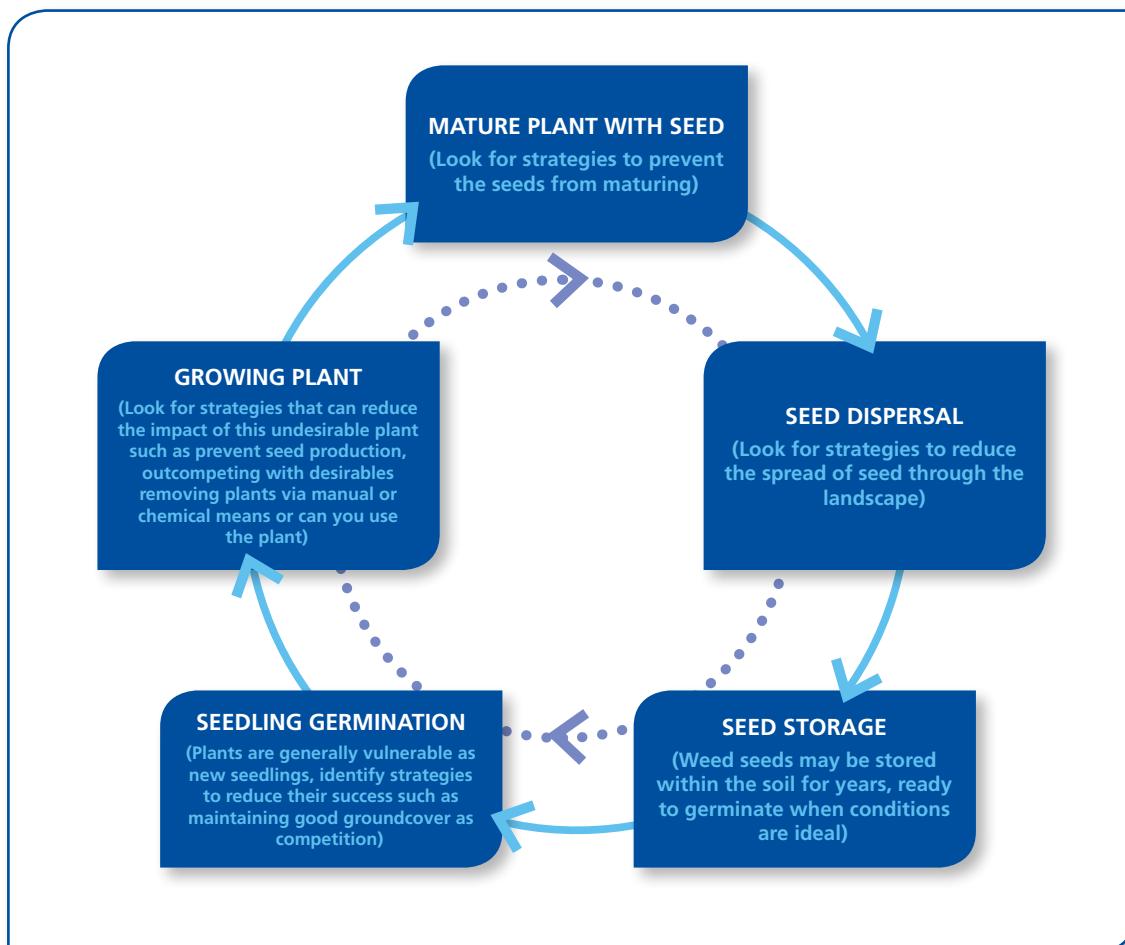 MATURE PLANT WITH SEED
(Look for strategies to prevent
the seeds from maturing)
SEED DISPERSAL
(Look for strategies to reduce
the spread of seed through the
landscape)
SEED STORAGE
(Weed seeds may be stored
within the soil for years, ready
to germinate when conditions
are ideal)
SEEDLING GERMINATION
(Plants are generally vulnerable as
new seedlings, identify strategies
to reduce their success such as
maintaining good groundcover as
competition)
GROWING PLANT
(Look for strategies that can reduce
the impact of this undesirable plant
such as prevent seed production,
outcompeting with desirables
removing plants via manual or
chemical means or can you use
the plant)